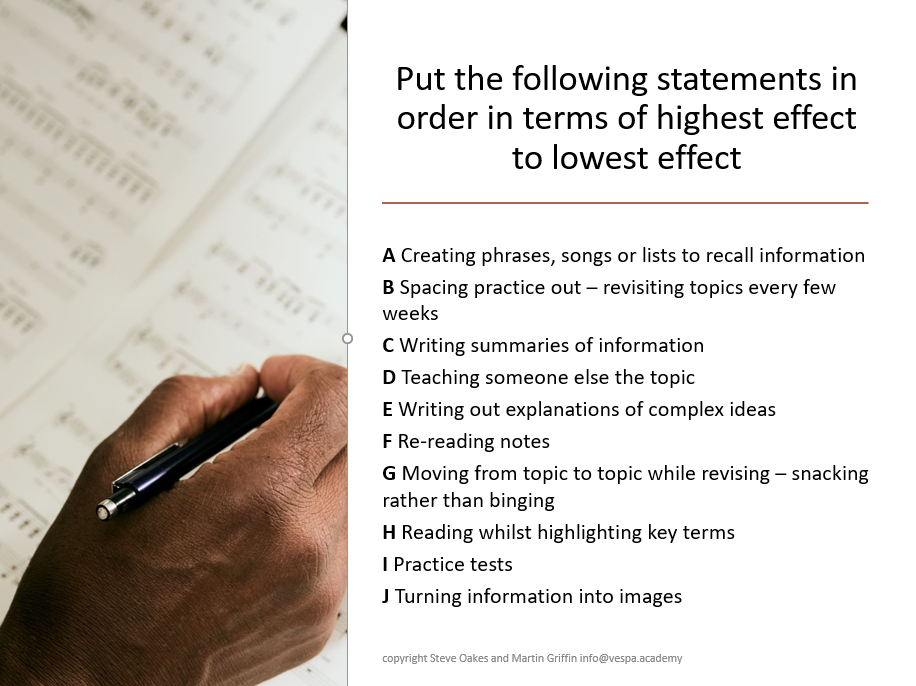 Put the following statements in
order in terms of highest effect
to lowest effect
A Creating phrases, songs or lists to recall information
B Spacing practice out – revisiting topics every few
weeks
C Writing summaries of information
D Teaching someone else the topic
E Writing out explanations of complex ideas
F Re-reading notes
G Moving from topic to topic while revising – snacking
rather than binging
H Reading whilst highlighting key terms
I Practice tests
J Turning information into images
copyright Steve Oakes and Martin Griffin info@vespa.academy